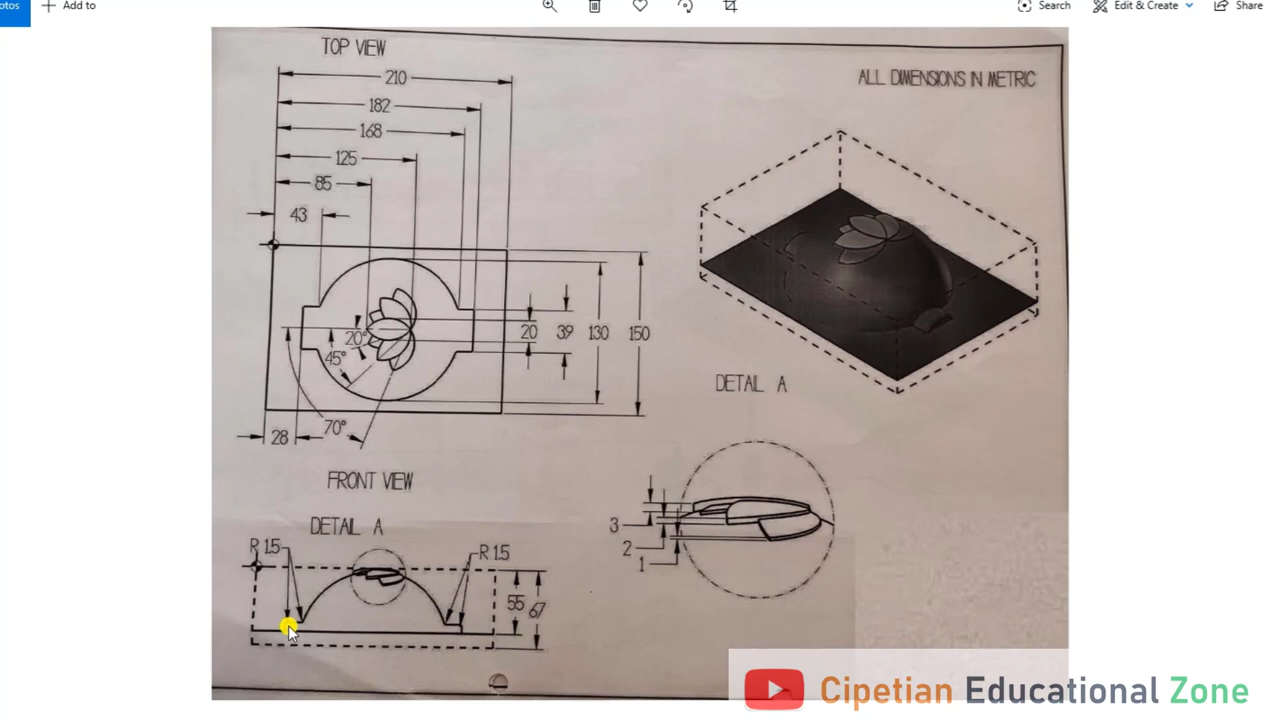 otos
Add to
Search
Edit & Create
Share
TOP VIEW
210
182
168
125
85
43
ALL DIMENSIONS IN METRIC
20°
45°
70°
28
20
39
130
150
DETAIL A
FRONT VIEW
DETAIL A
R 1.5
R 1.5
55
67
3
2
1
Cipetian Educational Zone